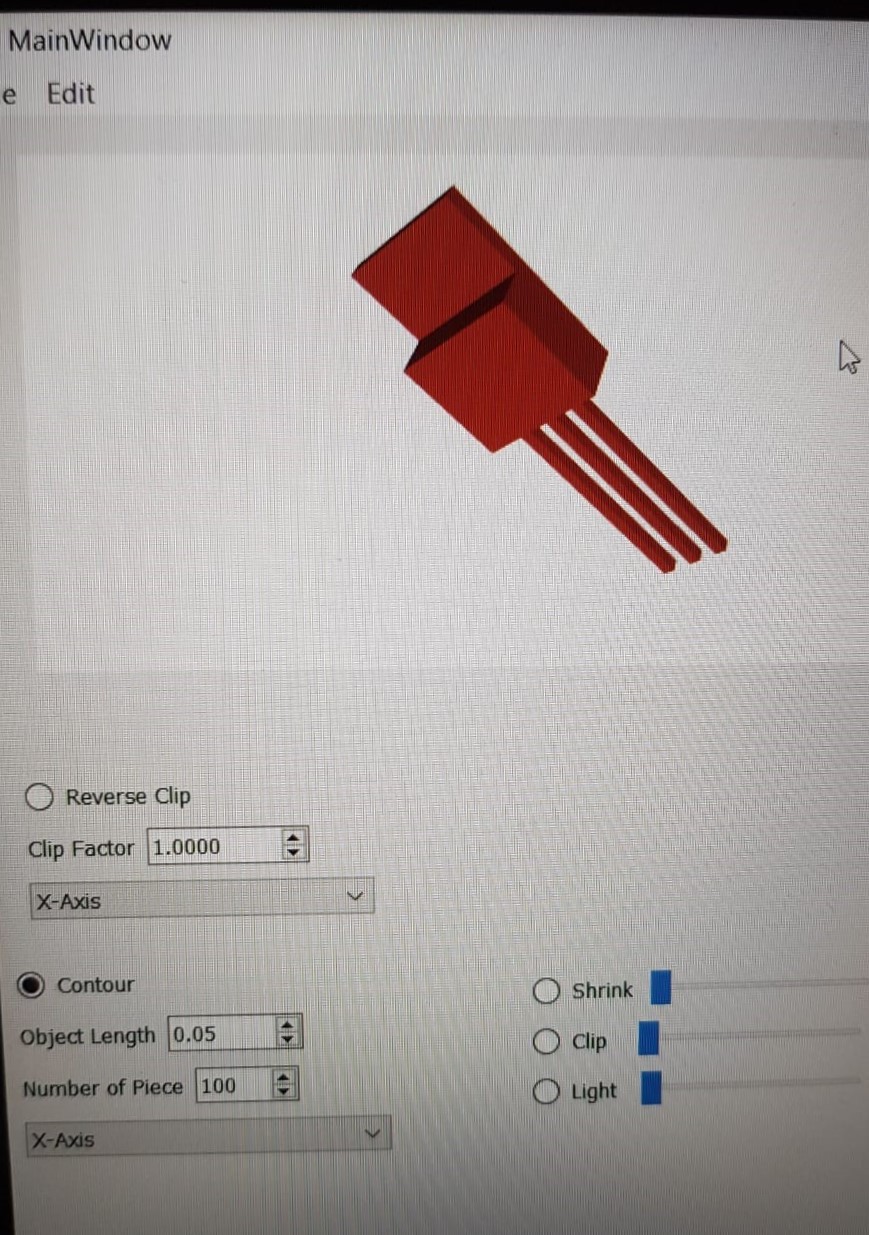 MainWindow
e Edit
Reverse Clip
Clip Factor 1.0000
X-Axis
Contour
Object Length 0.05
Number of Piece 100
X-Axis
Shrink
Clip
Light